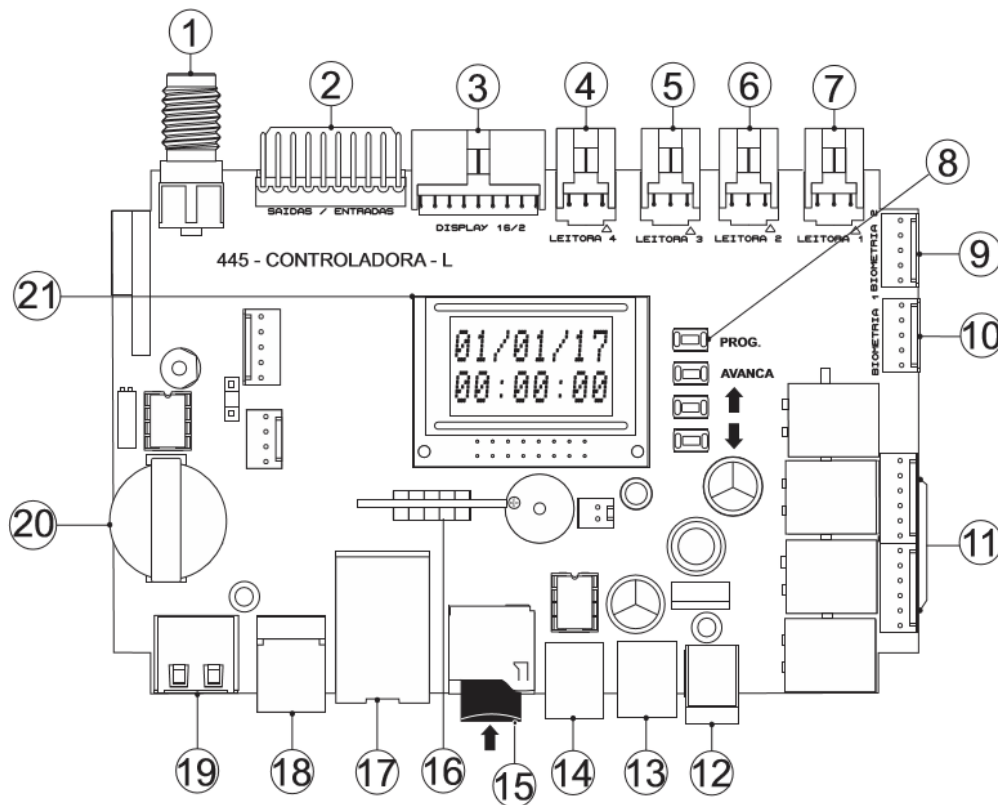 1
2
3
4
5
6
7
8
SAIDAS / ENTRADAS
DISPLAY 16/2
LEITORA 4
LEITORA 3
LEITORA 2
LEITORA 1
BIOMETRIA 2
9
445 - CONTROLADORA - L
21
01/01/17
00:00:00
PROG.
AVANCA
BIOMETRIA 1
10
20
11
19
18
17
16
15
14
13
12